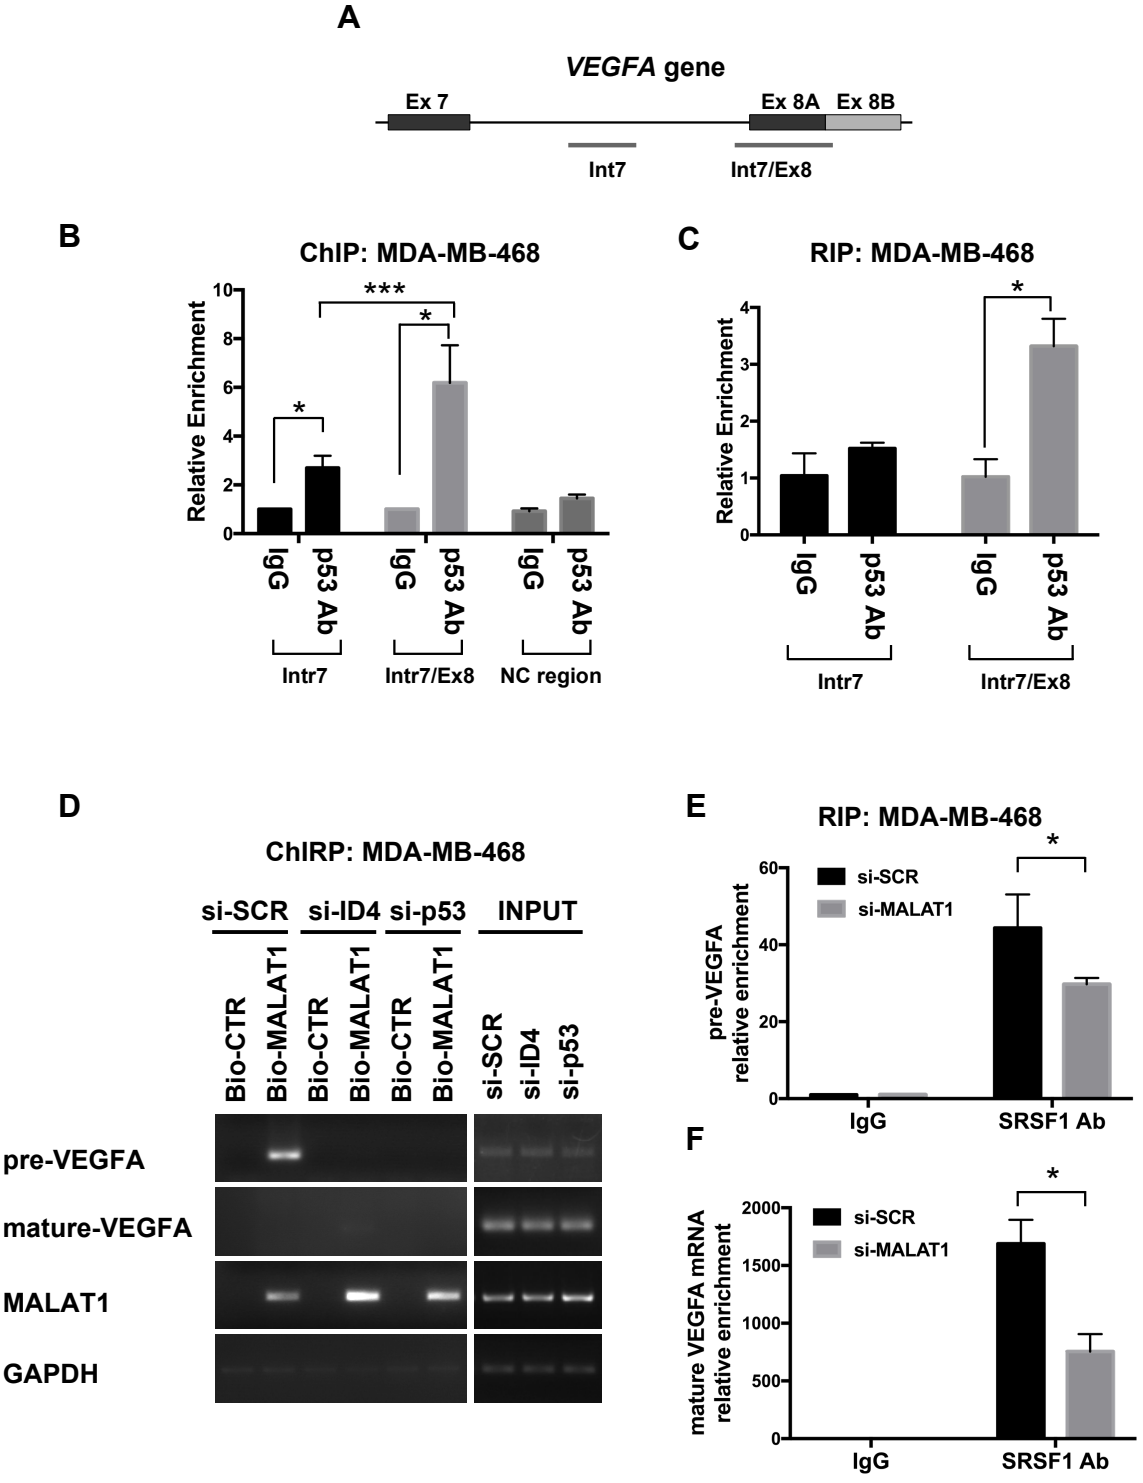 A
VEGFA gene
Ex 7
Ex 8A
Ex 8B
Int7
Int7/Ex8
B
ChIP: MDA-MB-468
Relative Enrichment
10
8
6
4
2
0
***
*
*
IgG
p53 Ab
IgG
p53 Ab
IgG
p53 Ab
Intr7
Intr7/Ex8
NC region
C
RIP: MDA-MB-468
Relative Enrichment
4
3
2
1
0
*
IgG
p53 Ab
IgG
p53 Ab
Intr7
Intr7/Ex8
D
ChIRP: MDA-MB-468
si-SCR
si-ID4
si-p53
INPUT
Bio-CTR
Bio-MALAT1
Bio-CTR
Bio-MALAT1
Bio-CTR
Bio-MALAT1
si-SCR
si-ID4
si-p53
pre-VEGFA
mature-VEGFA
MALAT1
GAPDH
E
RIP: MDA-MB-468
pre-VEGFA
relative enrichment
60
40
20
0
si-SCR
si-MALAT1
*
IgG
SRSF1 Ab
F
mature VEGFA mRNA
relative enrichment
2000
1500
1000
500
0
si-SCR
si-MALAT1
*
IgG
SRSF1 Ab